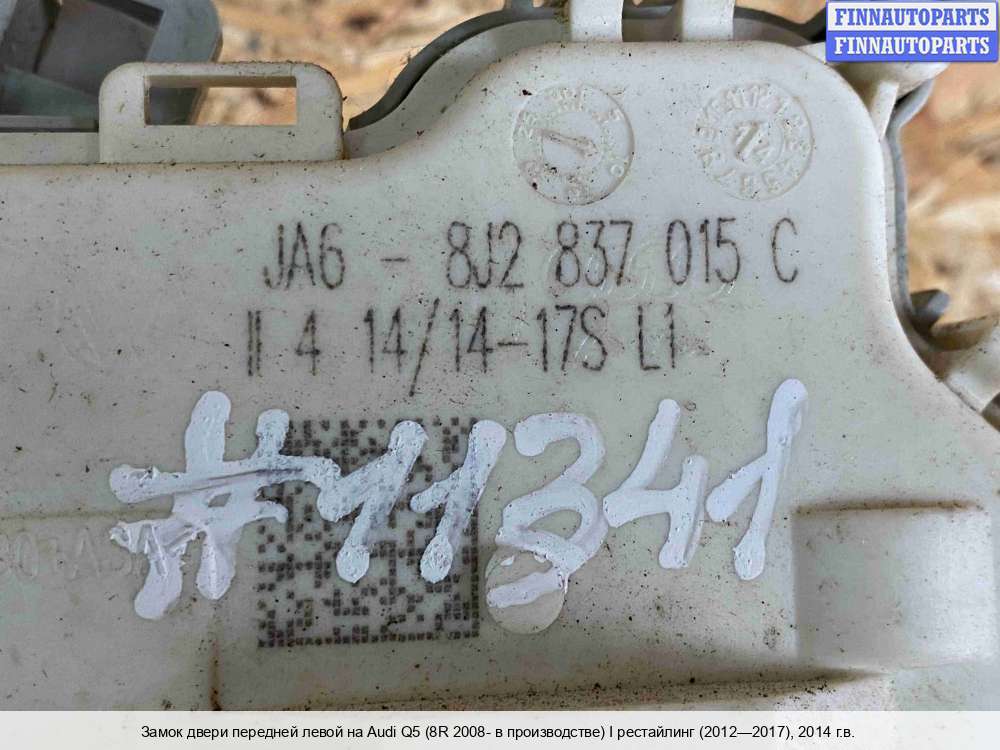 FINNAUTOPARTS
FINNAUTOPARTS
JA6 - 8J2 837 015 C
II 4 14/14-17S L1
#11341
Замок двери передней левой на Audi Q5 (8R 2008- в производстве) I рестайлинг (2012—2017), 2014 г.в.